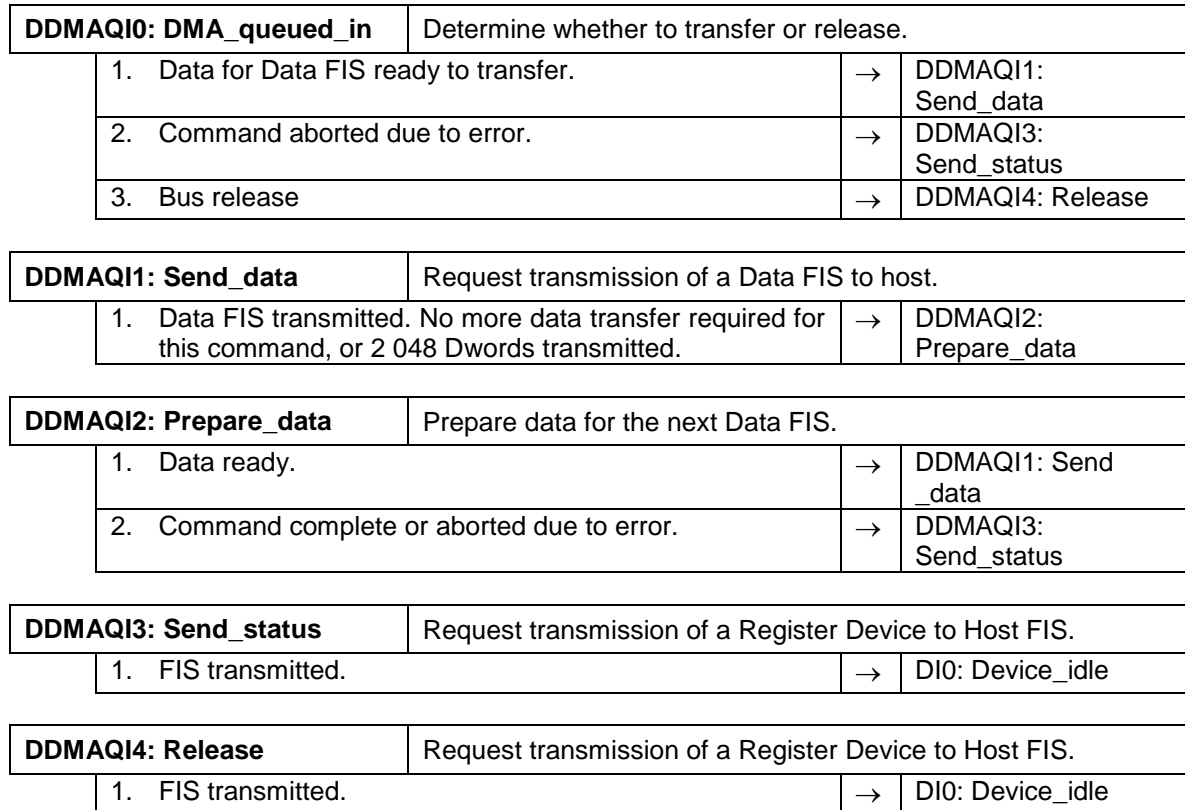 DDMAQI0: DMA_queued_in Determine whether to transfer or release.
1. Data for Data FIS ready to transfer. → DDMAQI1:
Send_data
2. Command aborted due to error. → DDMAQI3:
Send_status
3. Bus release → DDMAQI4: Release
DDMAQI1: Send_data Request transmission of a Data FIS to host.
1. Data FIS transmitted. No more data transfer required for → DDMAQI2:
this command, or 2 048 Dwords transmitted. Prepare_data
DDMAQI2: Prepare_data Prepare data for the next Data FIS.
1. Data ready. → DDMAQI1: Send
_data
2. Command complete or aborted due to error. → DDMAQI3:
Send_status
DDMAQI3: Send_status Request transmission of a Register Device to Host FIS.
1. FIS transmitted. → DI0: Device_idle
DDMAQI4: Release Request transmission of a Register Device to Host FIS.
1. FIS transmitted. → DI0: Device_idle